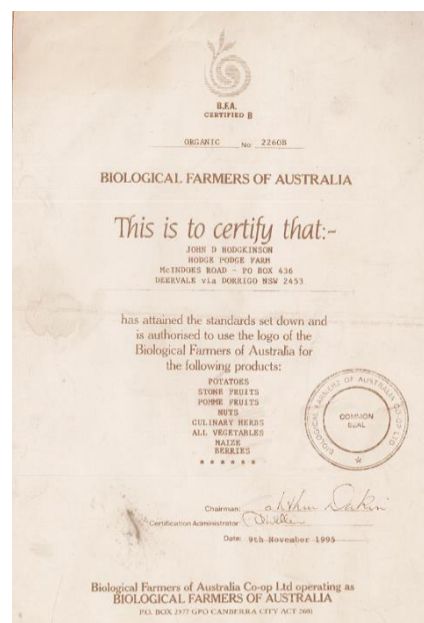 B.F.A.
CERTIFIED B
ORGANIC No 2260B
BIOLOGICAL FARMERS OF AUSTRALIA
This is to certify that:-
JOHN D HODGKINSON
HODGE PODGE FARM
McINDOES ROAD - PO BOX 436
DEERVALE via DORRIGO NSW 2453
has attained the standards set down and
is authorised to use the logo of the
Biological Farmers of Australia for
the following products:
POTATOES
STONE FRUITS
POMME FRUITS
NUTS
CULINARY HERBS
ALL VEGETABLES
MAIZE
BERRIES
* * * * * *
BIOLOGICAL FARMERS OF AUSTRALIA CO-OP LTD
COMMON
SEAL
Chairman:
Certification Administrator
Date: 9th November 1995
Biological Farmers of Australia Co-op Ltd operating as
BIOLOGICAL FARMERS OF AUSTRALIA
P.O. BOX 2977 GPO CANBERRA CITY ACT 2601